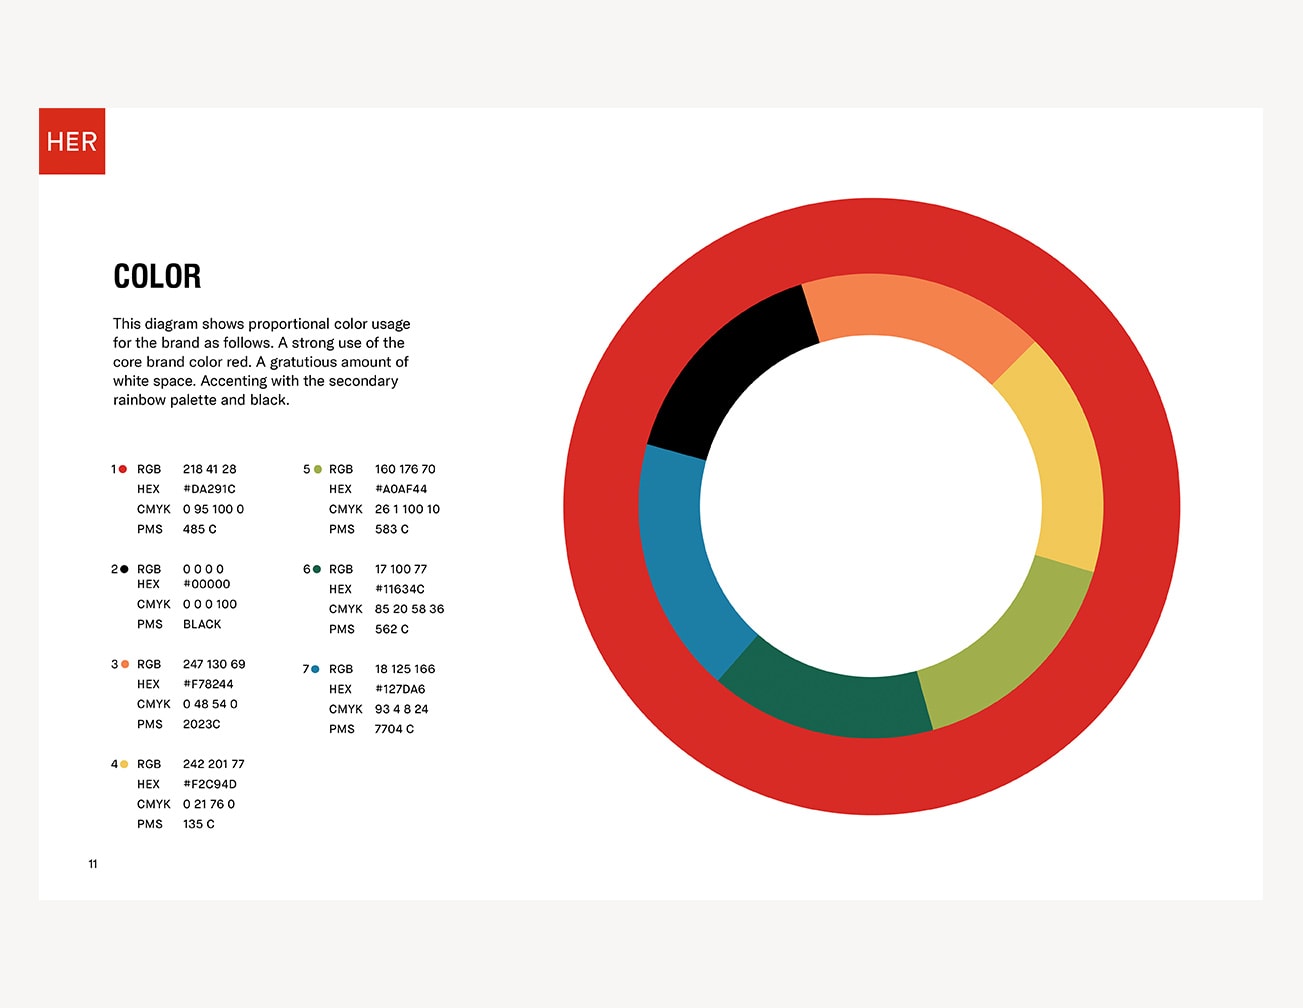 HER
COLOR
This diagram shows proportional color usage
for the brand as follows. A strong use of the
core brand color red. A gratutious amount of
white space. Accenting with the secondary
rainbow palette and black.
1 RGB 218 41 28
HEX #DA291C
CMYK 0 95 100 0
PMS 485 C
2 RGB 0 0 0 0
HEX #00000
CMYK 0 0 0 100
PMS BLACK
3 RGB 247 130 69
HEX #F78244
CMYK 0 48 54 0
PMS 2023C
4 RGB 242 201 77
HEX #F2C94D
CMYK 0 21 76 0
PMS 135 C
5 RGB 160 176 70
HEX #A0AF44
CMYK 26 1 100 10
PMS 583 C
6 RGB 17 100 77
HEX #11634C
CMYK 85 20 58 36
PMS 562 C
7 RGB 18 125 166
HEX #127DA6
CMYK 93 4 8 24
PMS 7704 C
11